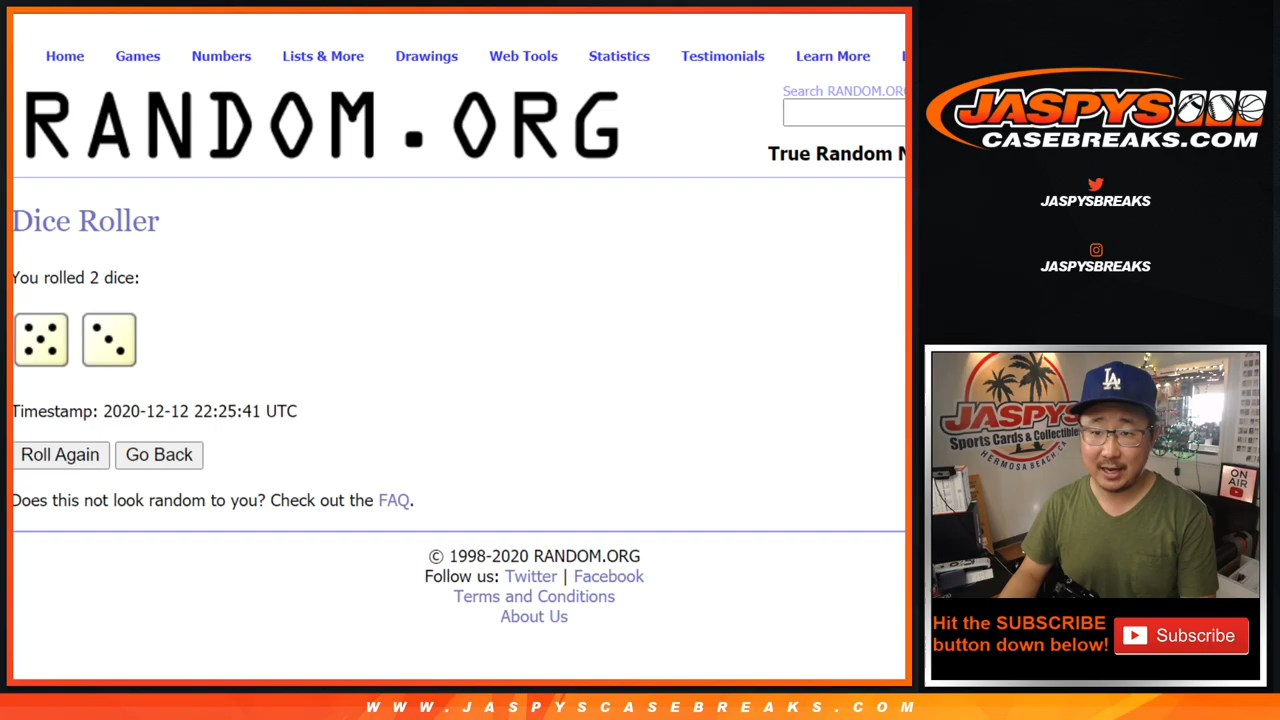 Home Games Numbers Lists & More Drawings Web Tools Statistics Testimonials Learn More
RANDOM.ORG
Search RANDOM.ORG
True Random N
Dice Roller
You rolled 2 dice:
Timestamp: 2020-12-12 22:25:41 UTC
Roll Again Go Back
Does this not look random to you? Check out the FAQ.
© 1998-2020 RANDOM.ORG
Follow us: Twitter | Facebook
Terms and Conditions
About Us
JASPYS
CASEBREAKS.COM
JASPYSBREAKS
JASPYSBREAKS
JASPYS
Sports Cards & Collectibles
HERMOSA BEACH, CA
LA
ON
AIR
Hit the SUBSCRIBE
button down below!
Subscribe
WWW.JASPYSCASEBREAKS.COM